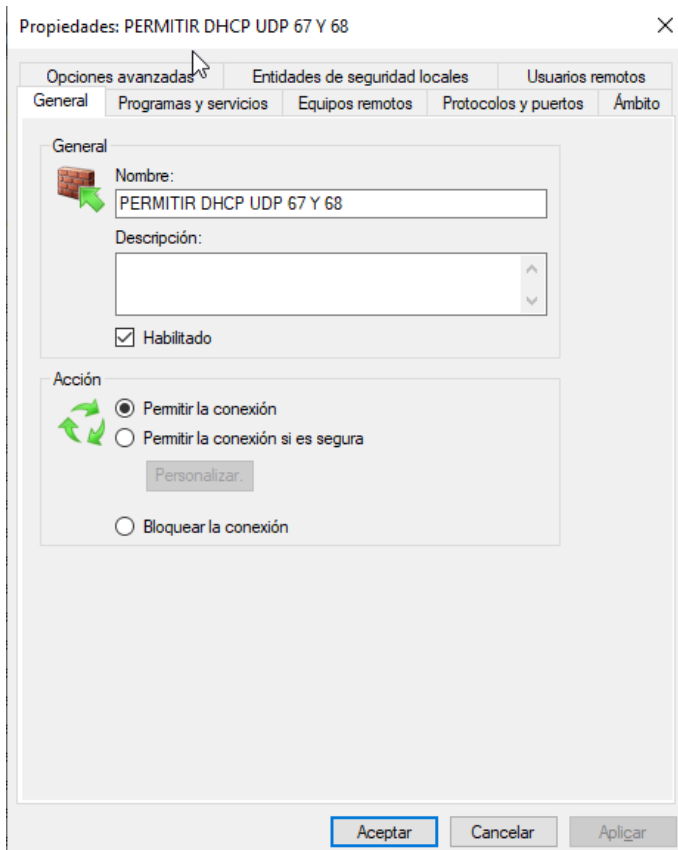 Propiedades: PERMITIR DHCP UDP 67 Y 68
Opciones avanzadas Entidades de seguridad locales Usuarios remotos
General Programas y servicios Equipos remotos Protocolos y puertos Ámbito
General
Nombre:
PERMITIR DHCP UDP 67 Y 68
Descripción:
Habilitado
Acción
Permitir la conexión
Permitir la conexión si es segura
Personalizar.
Bloquear la conexión
Aceptar Cancelar Aplicar